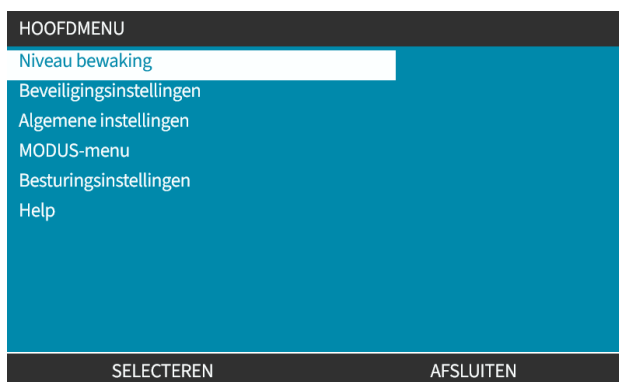 HOOFDMENU
Niveau bewaking
Beveiligingsinstellingen
Algemene instellingen
MODUS-menu
Besturingsinstellingen
Help
SELECTEREN AFSLUITEN